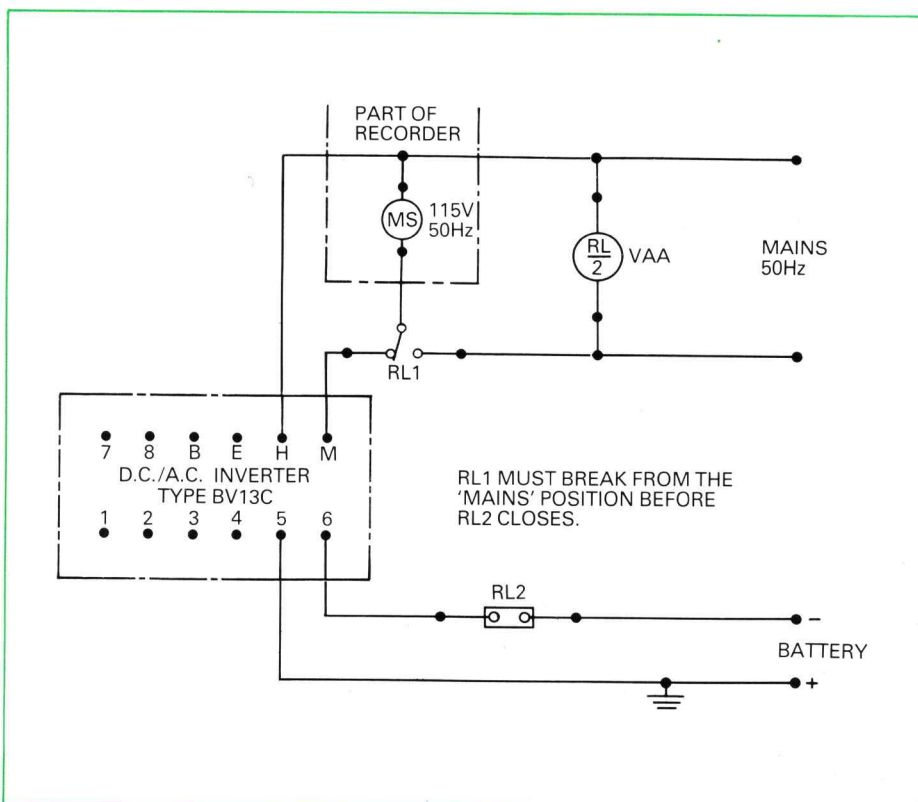 PART OF
RECORDER
MS
115V
50Hz
RL
2
VAA
MAINS
50Hz
RL1
7 8 B E H M
D.C./A.C. INVERTER
TYPE BV13C
1 2 3 4 5 6
RL1 MUST BREAK FROM THE
'MAINS' POSITION BEFORE
RL2 CLOSES.
RL2
−
BATTERY
+